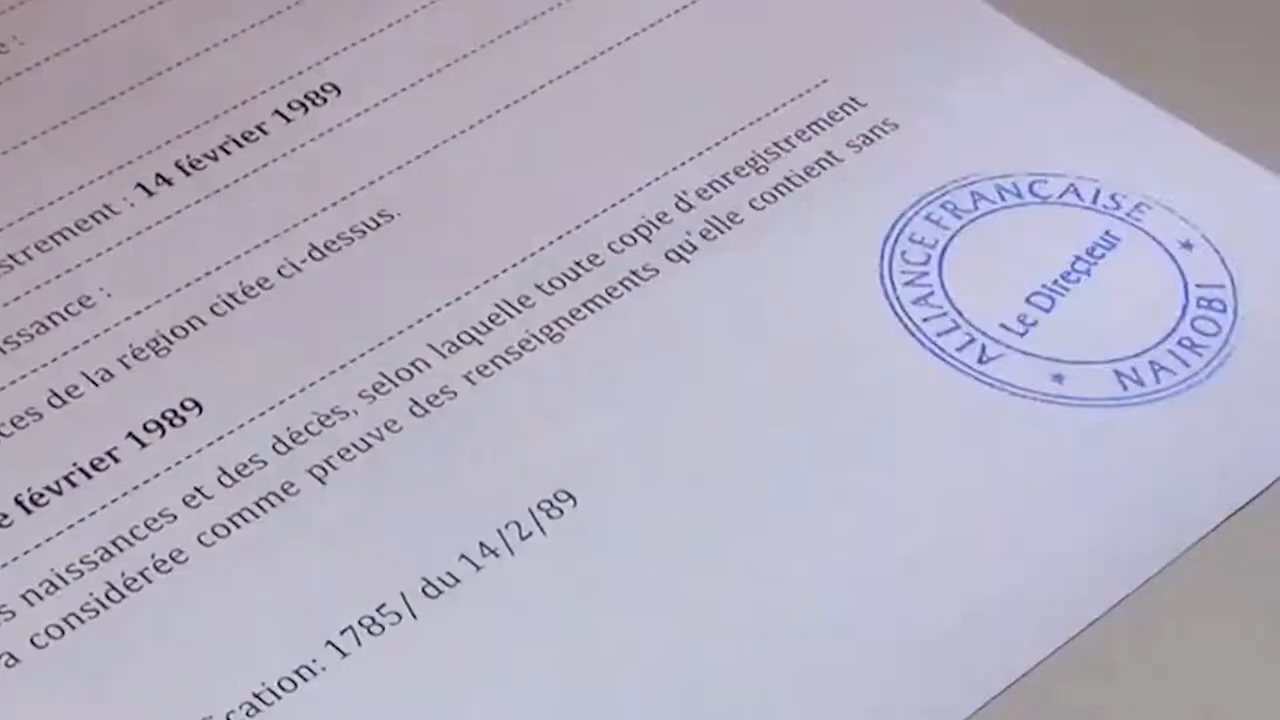 strement : 14 février 1989
issance :
ces de la région citée ci-dessus.
e février 1989
s naissances et des décès, selon laquelle toute copie d'enregistrement
a considérée comme preuve des renseignements qu'elle contient sans
cation: 1785/ du 14/2/89
ALLIANCE FRANÇAISE
Le Directeur
* NAIROBI *